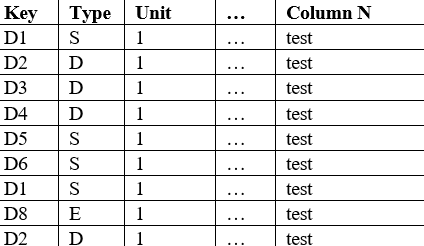 Key Type Unit … Column N
D1 S 1 … test
D2 D 1 … test
D3 D 1 … test
D4 D 1 … test
D5 S 1 … test
D6 S 1 … test
D1 S 1 … test
D8 E 1 … test
D2 D 1 … test